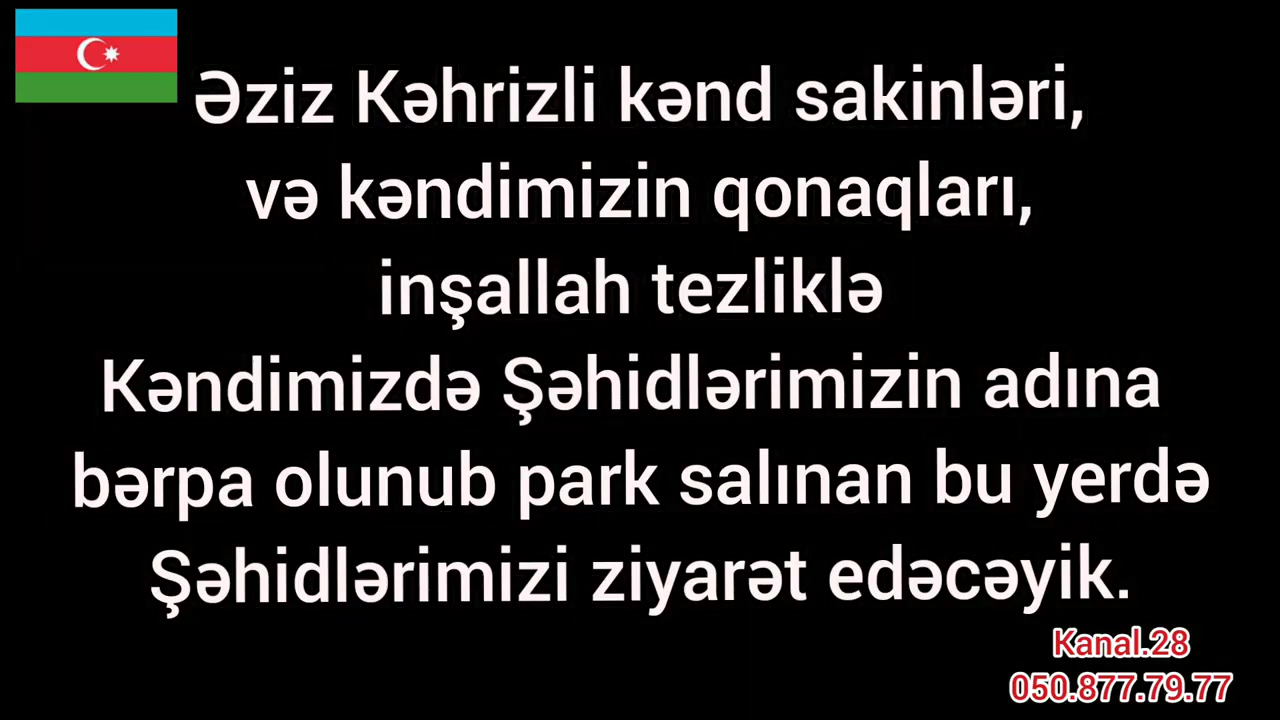 Əziz Kəhrizli kənd sakinləri,
və kəndimizin qonaqları,
inşallah tezliklə
Kəndimizdə Şəhidlərimizin adına
bərpa olunub park salınan bu yerdə
Şəhidlərimizi ziyarət edəcəyik.
Kanal.28
050.877.79.77